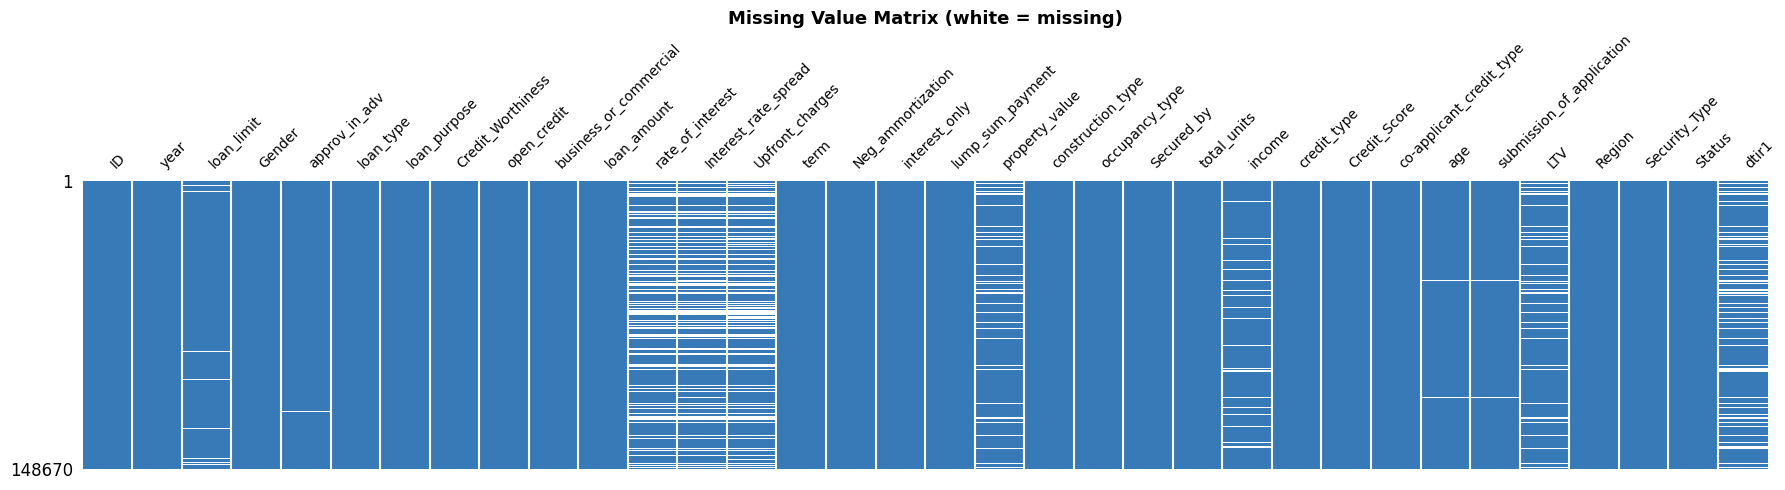 Missing Value Matrix (white = missing)
ID
year
loan_limit
Gender
approv_in_adv
loan_type
loan_purpose
Credit_Worthiness
open_credit
business_or_commercial
loan_amount
rate_of_interest
Interest_rate_spread
Upfront_charges
term
Neg_ammortization
interest_only
lump_sum_payment
property_value
construction_type
occupancy_type
Secured_by
total_units
income
credit_type
Credit_Score
co-applicant_credit_type
age
submission_of_application
LTV
Region
Security_Type
Status
dtir1
1
148670